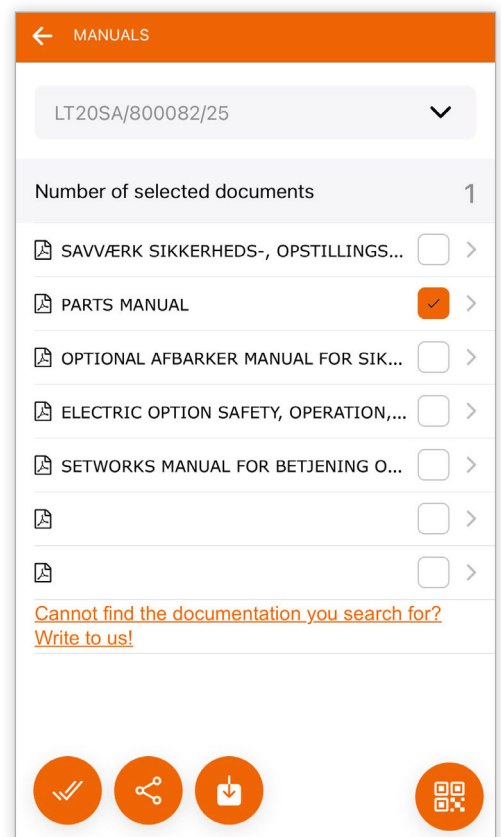 MANUALS
LT20SA/800082/25
Number of selected documents 1
SAVVÆRK SIKKERHEDS-, OPSTILLINGS...
PARTS MANUAL
OPTIONAL AFBARKER MANUAL FOR SIK...
ELECTRIC OPTION SAFETY, OPERATION,...
SETWORKS MANUAL FOR BETJENING O...
Cannot find the documentation you search for?
Write to us!